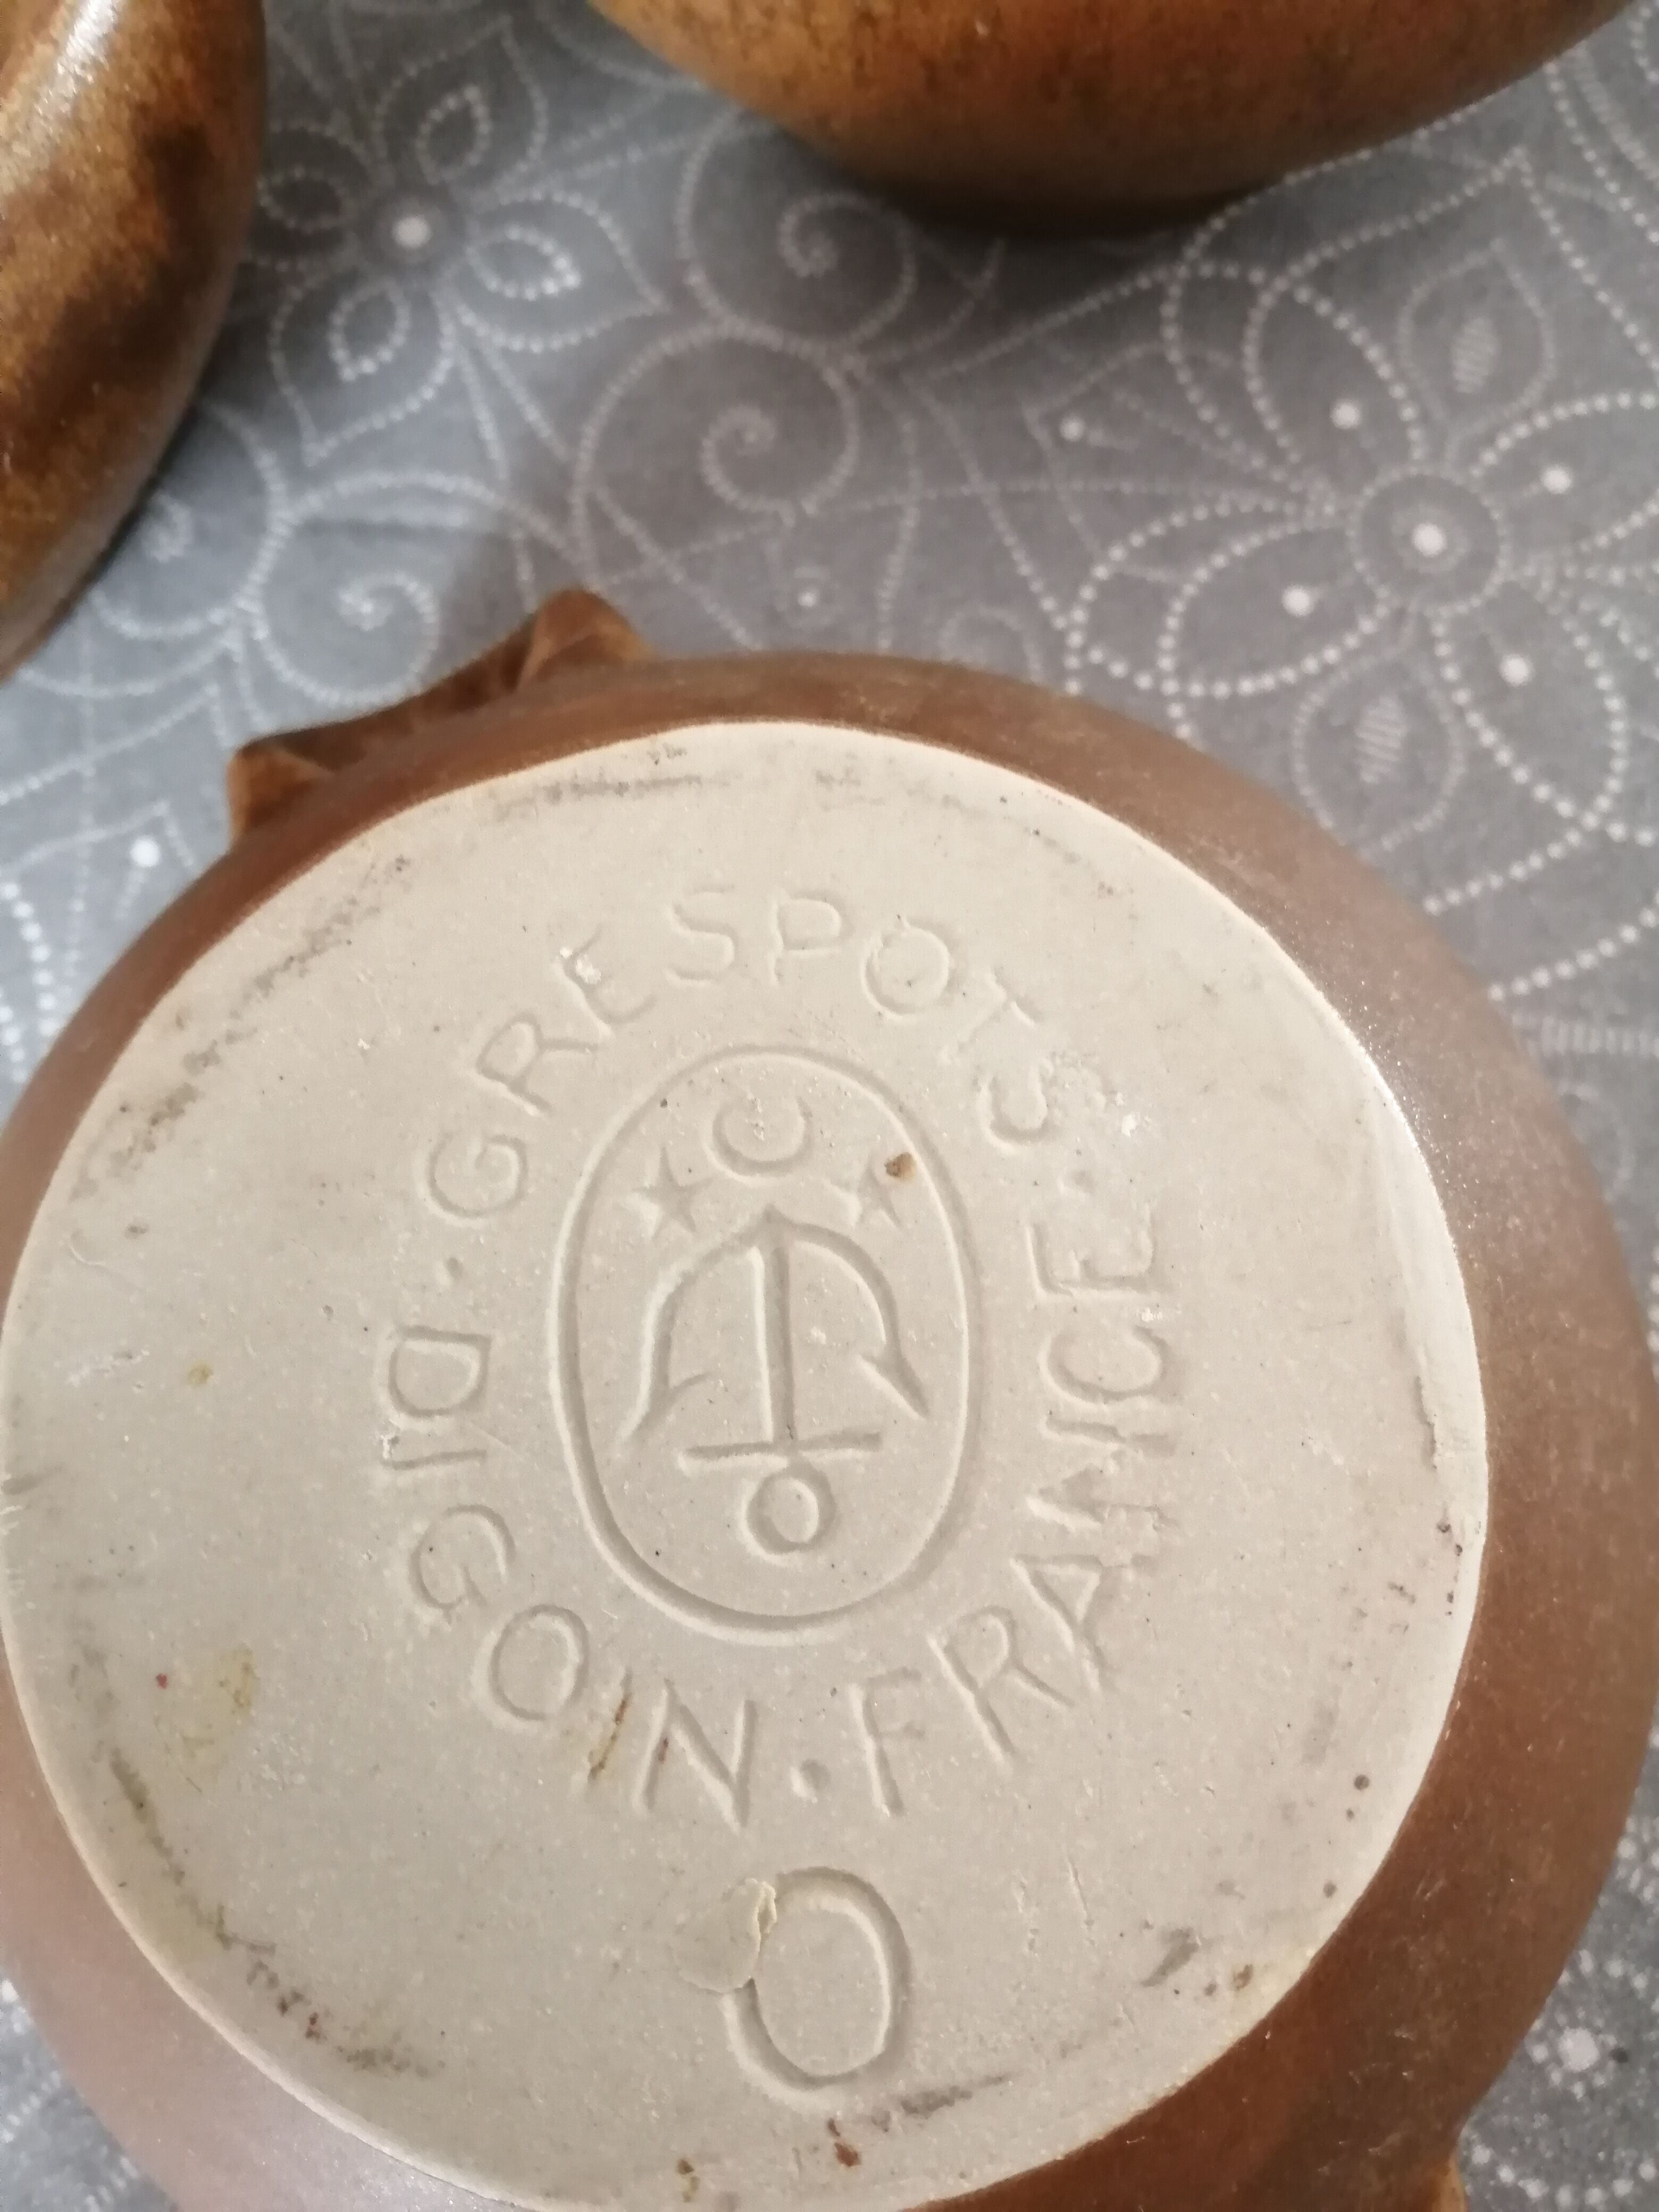 GRESPOTS
DIGOIN · FRANCE
0